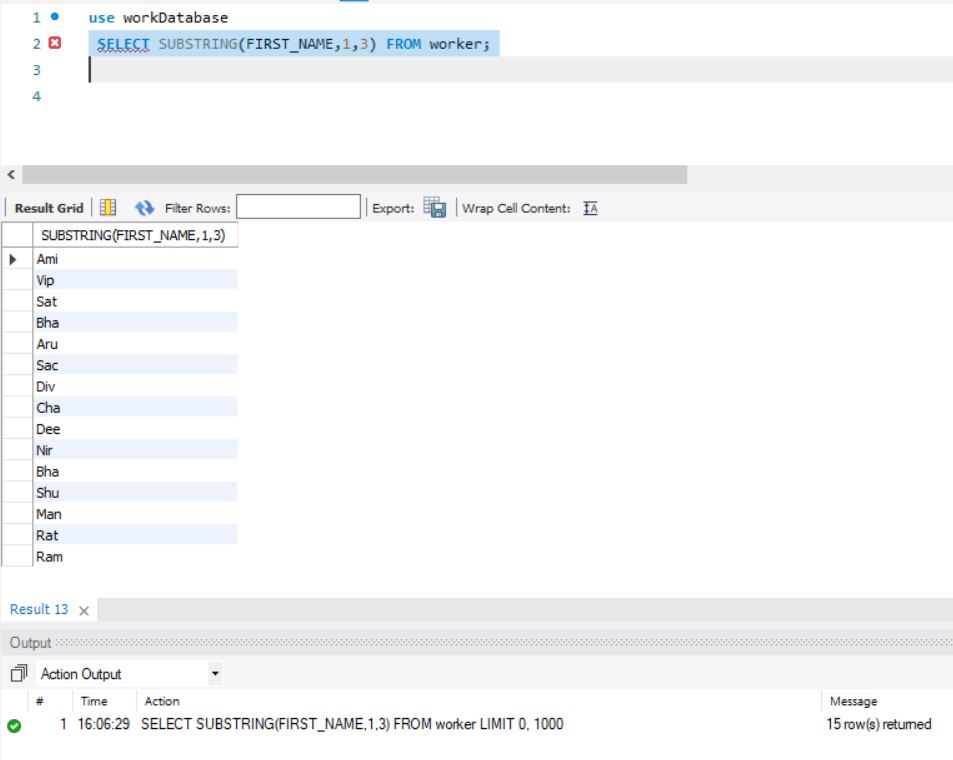 1 use workDatabase
2 SELECT SUBSTRING(FIRST_NAME,1,3) FROM worker;
3
4
Result Grid Filter Rows: Export: Wrap Cell Content: IA
SUBSTRING(FIRST_NAME,1,3)
Ami
Vip
Sat
Bha
Aru
Sac
Div
Cha
Dee
Nir
Bha
Shu
Man
Rat
Ram
Result 13
Output
Action Output
# Time Action Message
1 16:06:29 SELECT SUBSTRING(FIRST_NAME,1,3) FROM worker LIMIT 0, 1000 15 row(s) returned